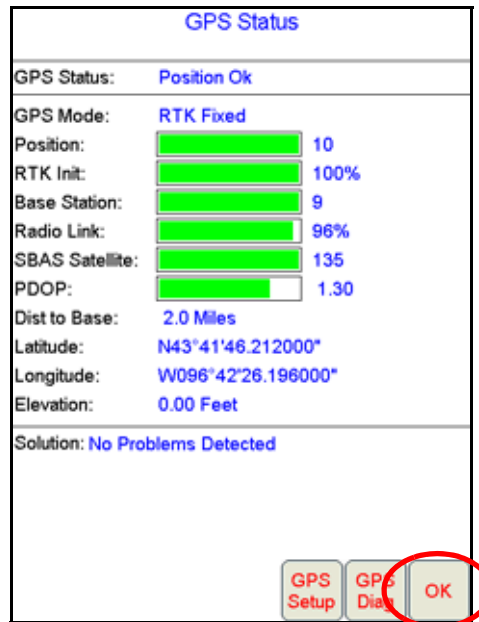 GPS Status
GPS Status: Position Ok
GPS Mode: RTK Fixed
Position: 10
RTK Init: 100%
Base Station: 9
Radio Link: 96%
SBAS Satellite: 135
PDOP: 1.30
Dist to Base: 2.0 Miles
Latitude: N43°41'46.212000"
Longitude: W096°42'26.196000"
Elevation: 0.00 Feet
Solution: No Problems Detected
GPS Setup
GPS Diag
OK